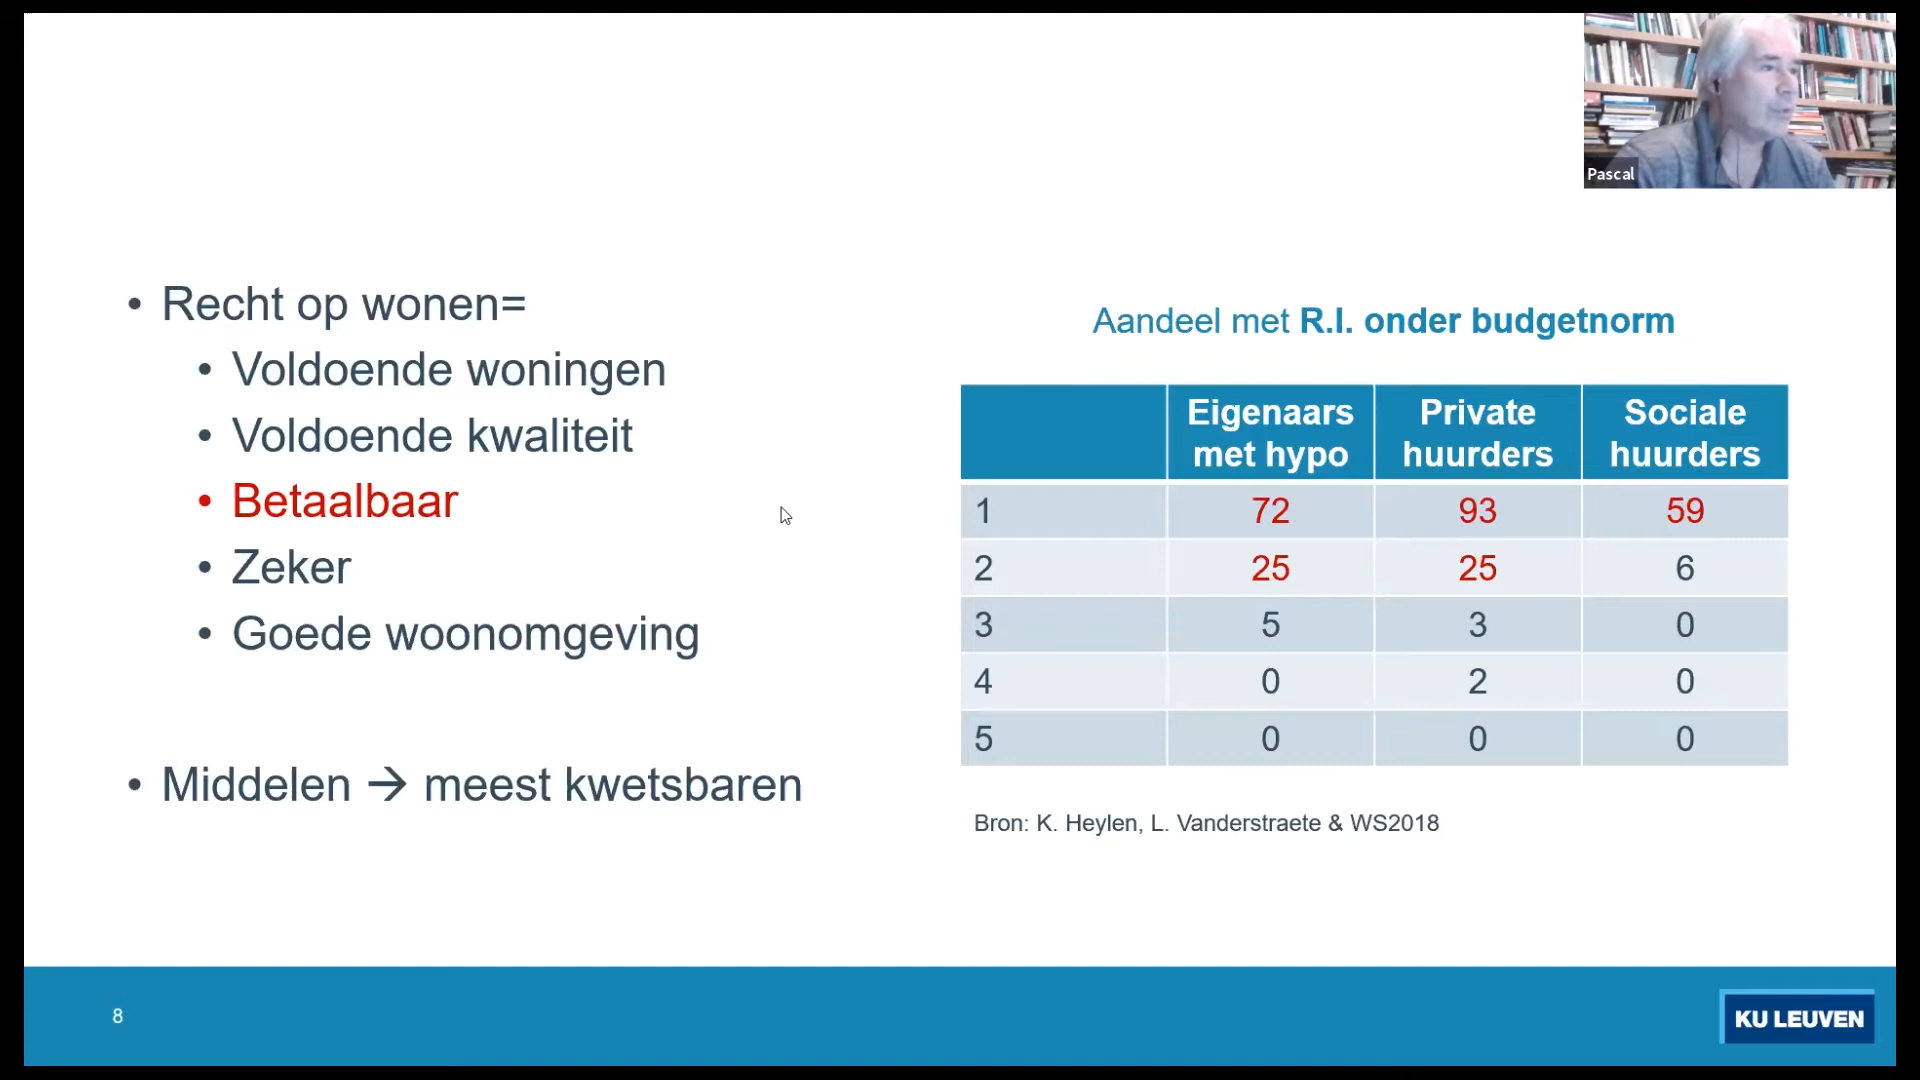 Pascal
• Recht op wonen=
• Voldoende woningen
• Voldoende kwaliteit
• Betaalbaar
• Zeker
• Goede woonomgeving
• Middelen → meest kwetsbaren
Aandeel met R.I. onder budgetnorm
Eigenaars met hypo Private huurders Sociale huurders
1 72 93 59
2 25 25 6
3 5 3 0
4 0 2 0
5 0 0 0
Bron: K. Heylen, L. Vanderstraete & WS2018
8
KU LEUVEN